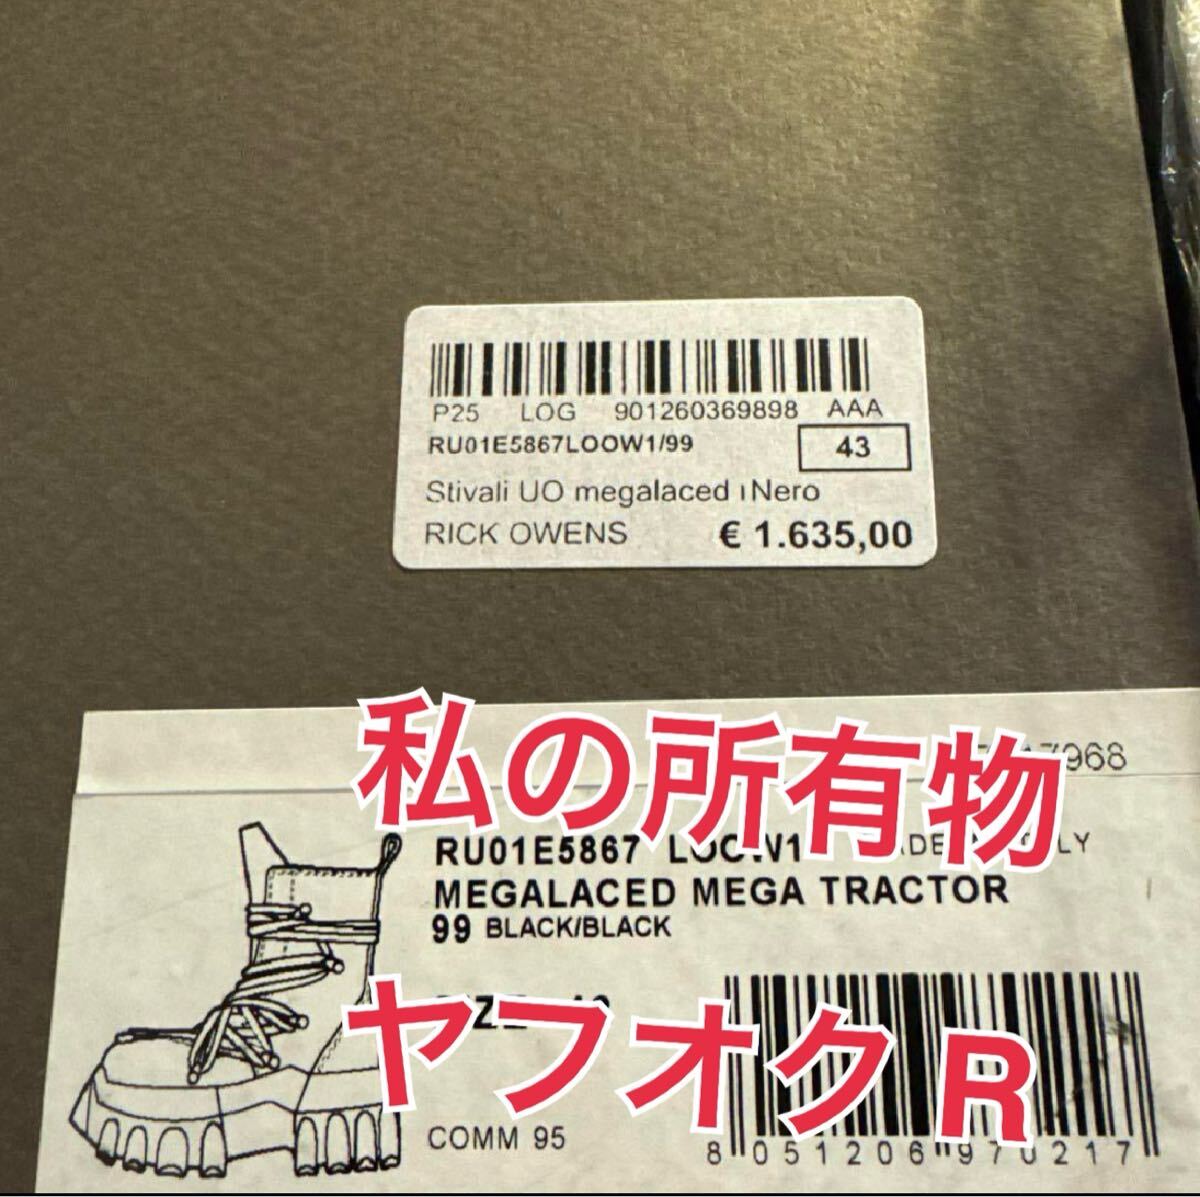 P25 LOG 901260369898 AAA
RU01E5867LOOW1/99 43
Stivali UO megalaced Nero
RICK OWENS € 1.635,00
私の所有物
RU01E5867 LOOW1
MEGALACED MEGA TRACTOR
99 BLACK/BLACK
ヤフオクR
COMM 95
8 051206 970217